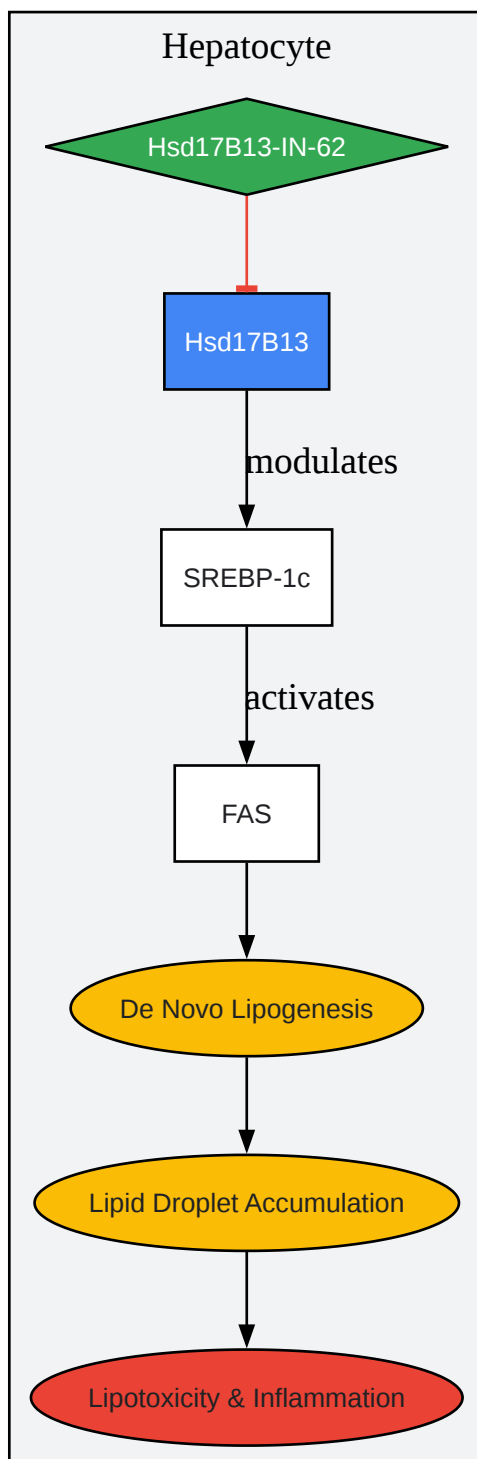 Hepatocyte
Hsd17B13-IN-62
Hsd17B13
modulates
SREBP-1c
activates
FAS
De Novo Lipogenesis
Lipid Droplet Accumulation
Lipotoxicity & Inflammation